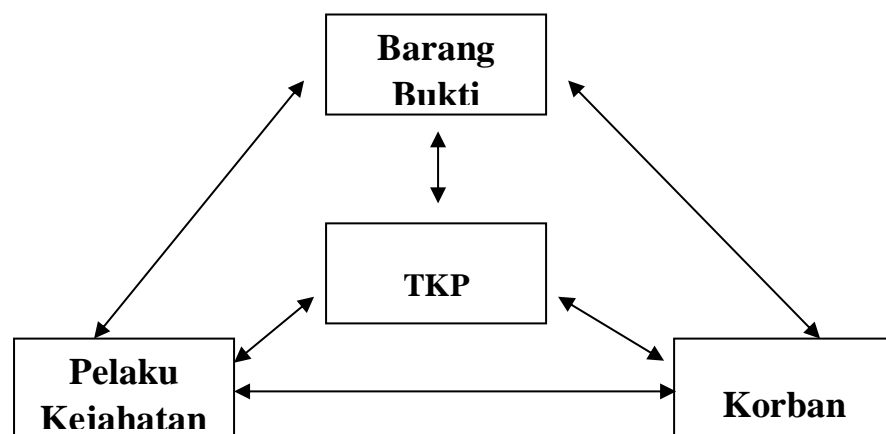 Barang
Bukti
TKP
Pelaku
Kejahatan
Korban